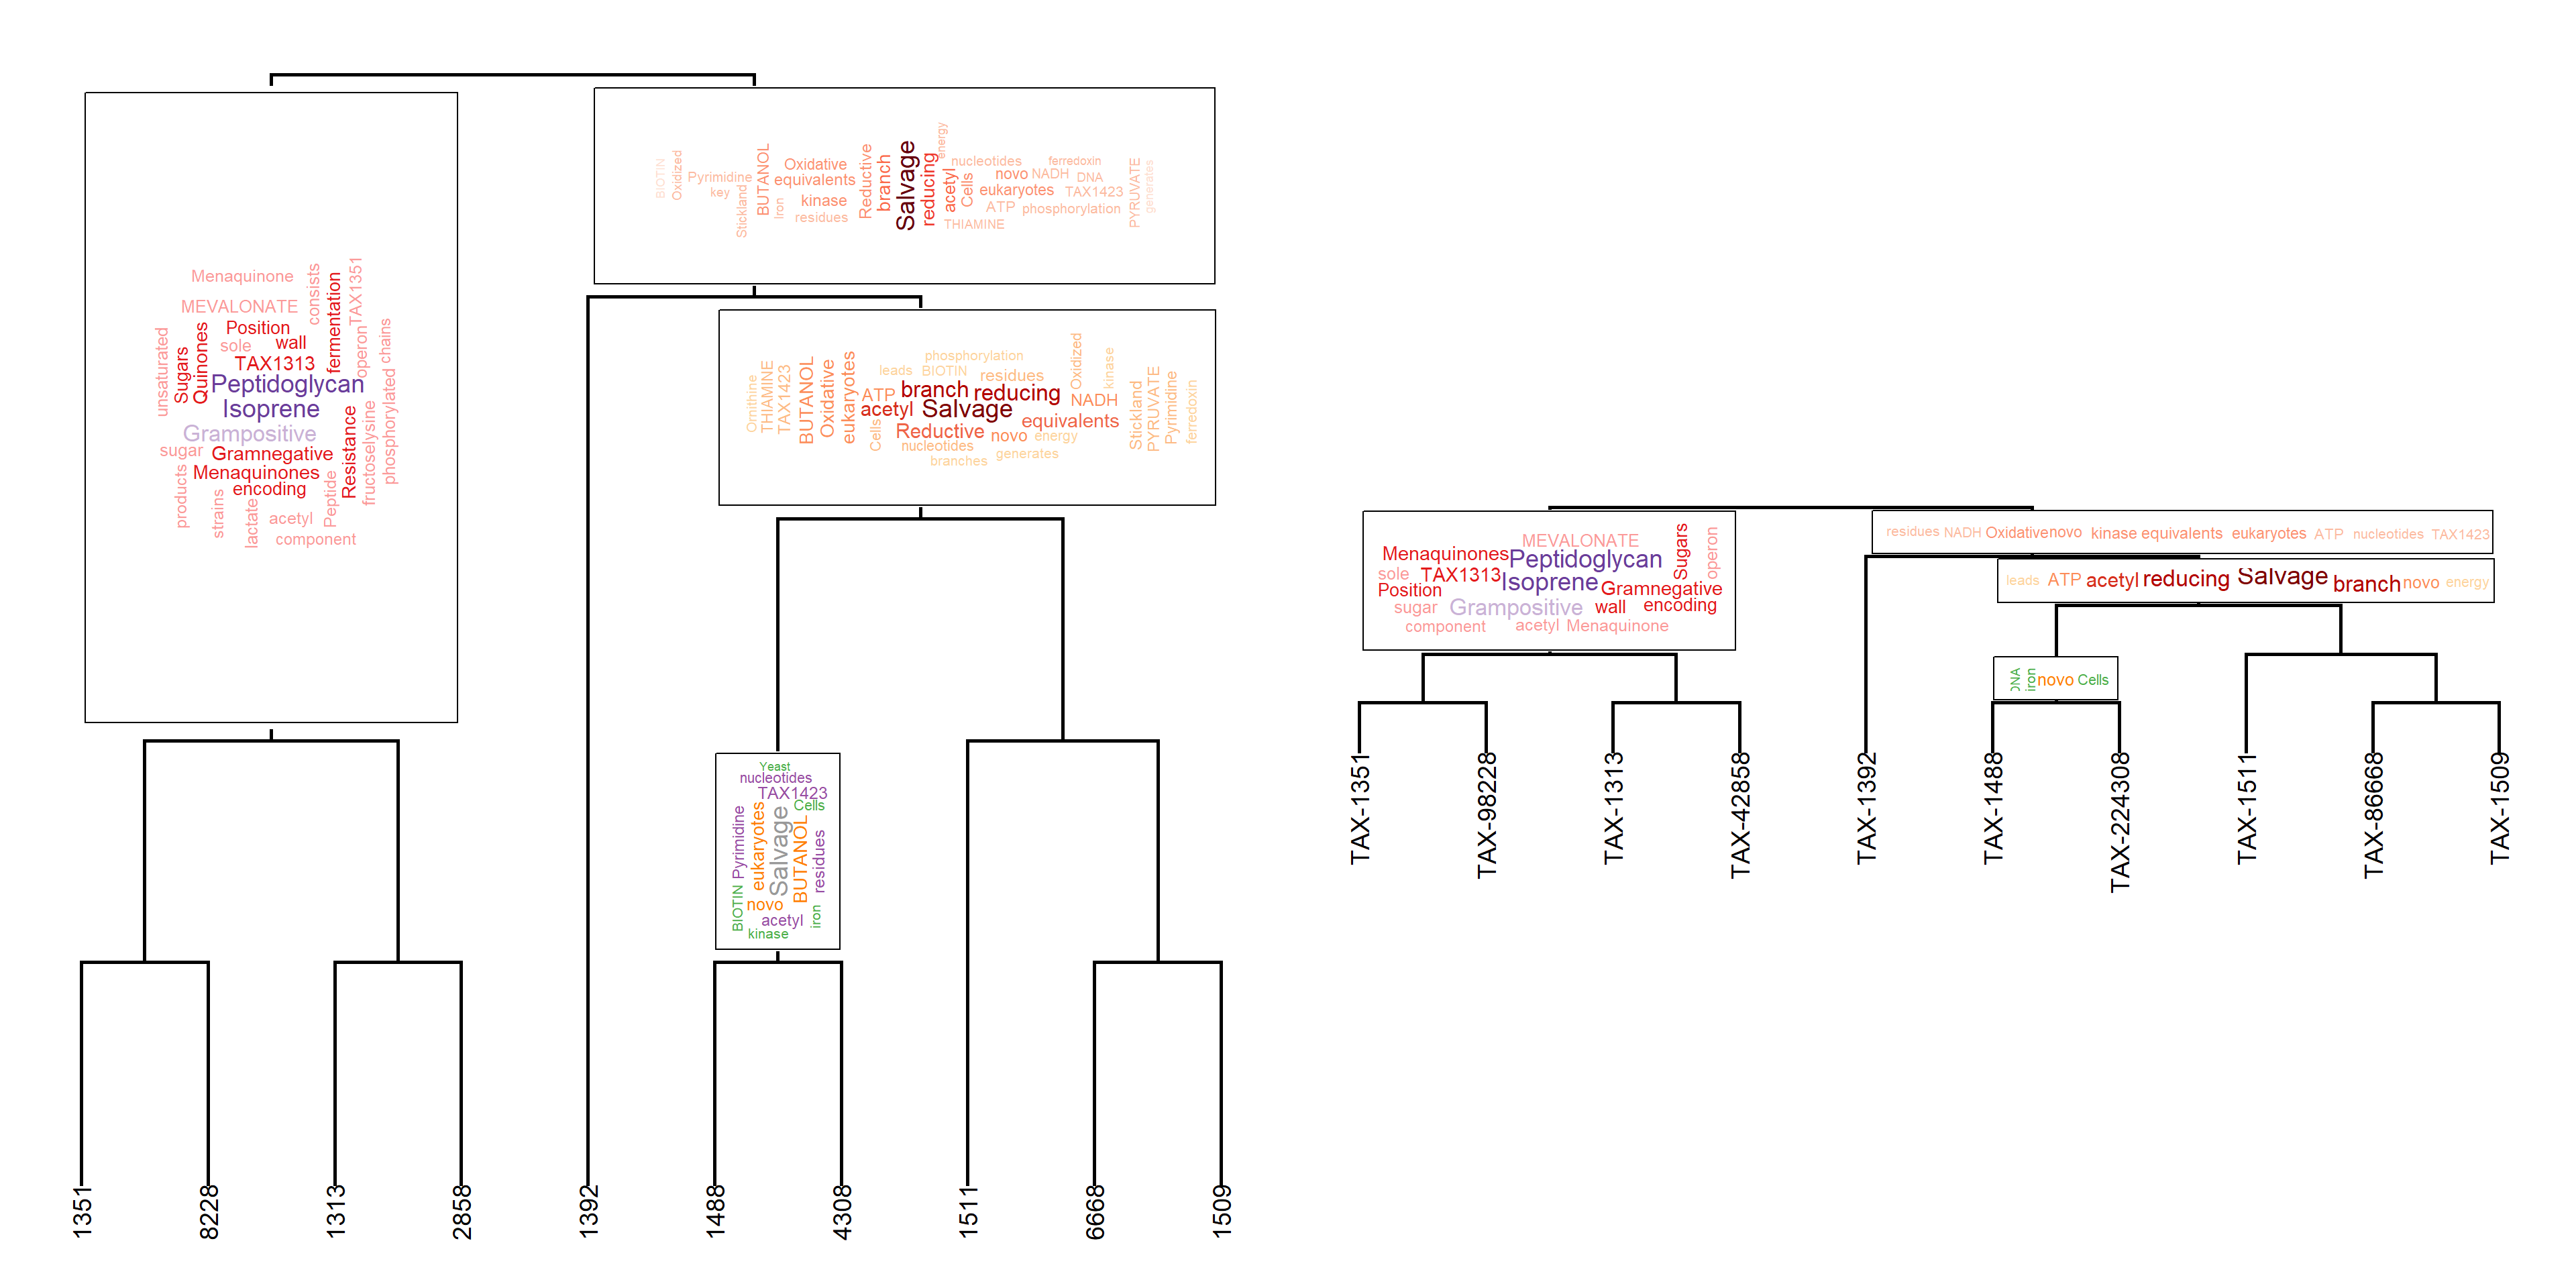 Menaquinone
MEVALONATE
consists
fermentation
TAX1351
unsaturated
Sugars
Quinones
Position
sole
wall
TAX1313
operon
chains
Peptidoglycan
Isoprene
Grampositive
sugar
Gramnegative
Menaquinones
encoding
Resistance
fructoselysine
phosphorylated
products
strains
lactate
acetyl
Peptide
component
BIOTIN
Oxidized
Pyrimidine
key
Stickland
BUTANOL
Iron
Oxidative
equivalents
kinase
residues
Reductive
branch
Salvage
reducing
energy
acetyl
Cells
nucleotides
ferredoxin
novo
NADH
DNA
eukaryotes
TAX1423
ATP
phosphorylation
THIAMINE
PYRUVATE
generates
Ornithine
THIAMINE
TAX1423
BUTANOL
Oxidative
eukaryotes
phosphorylation
leads
BIOTIN
residues
ATP
branch
reducing
acetyl
Salvage
Cells
Reductive
novo
energy
nucleotides
branches
generates
equivalents
NADH
Oxidized
kinase
Stickland
PYRUVATE
Pyrimidine
ferredoxin
Yeast
nucleotides
TAX1423
Cells
Pyrimidine
eukaryotes
Salvage
BUTANOL
residues
BIOTIN
novo
acetyl
iron
kinase
1351
8228
1313
2858
1392
1488
4308
1511
6668
1509
MEVALONATE
Menaquinones
Peptidoglycan
Sugars
operon
sole
TAX1313
Isoprene
Position
Gramnegative
sugar
Grampositive
wall
encoding
component
acetyl
Menaquinone
residues NADH Oxidative novo kinase equivalents eukaryotes ATP nucleotides TAX1423
leads ATP acetyl reducing Salvage branch novo energy
DNA
iron
novo
Cells
TAX-1351
TAX-98228
TAX-1313
TAX-42858
TAX-1392
TAX-1488
TAX-224308
TAX-1511
TAX-86668
TAX-1509